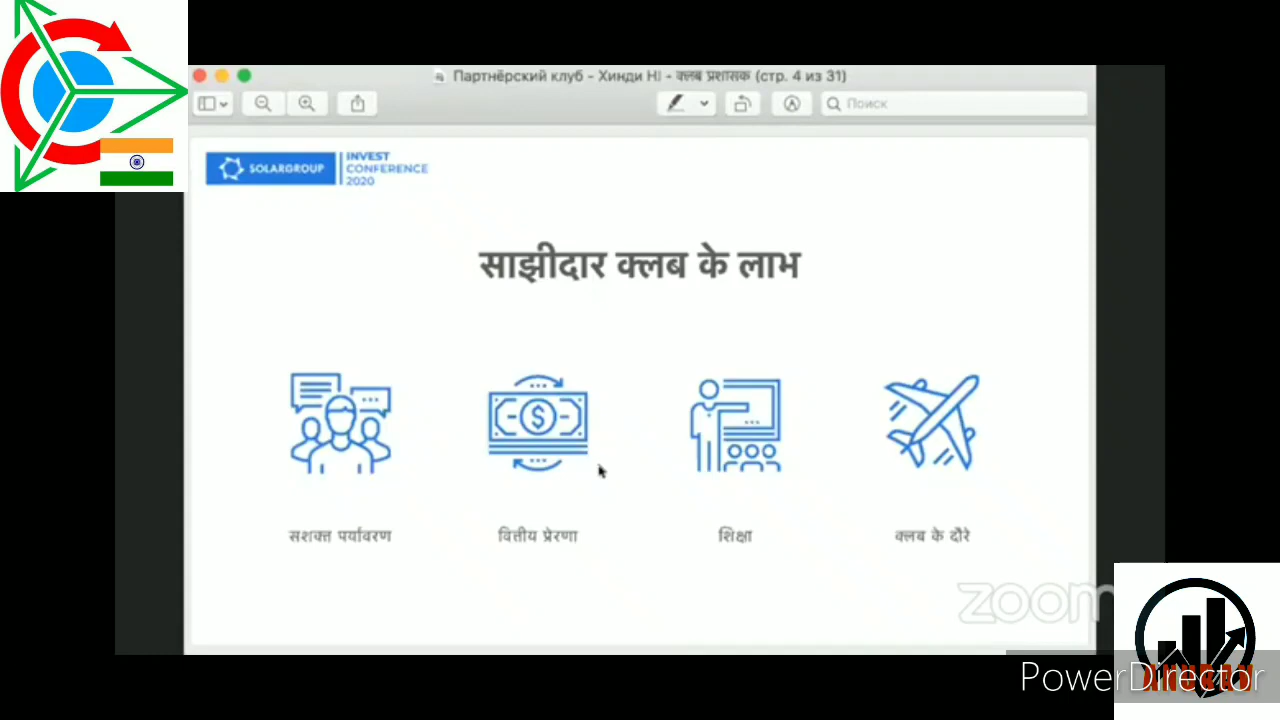 Партнёрский клуб - Хинди HI - क्लब प्रशासक (стр. 4 из 31)
Поиск
SOLARGROUP
INVEST
CONFERENCE
2020
साझीदार क्लब के लाभ
सशक्त पर्यावरण
वित्तीय प्रेरणा
शिक्षा
क्लब के दौरे
zoom
PowerDirector